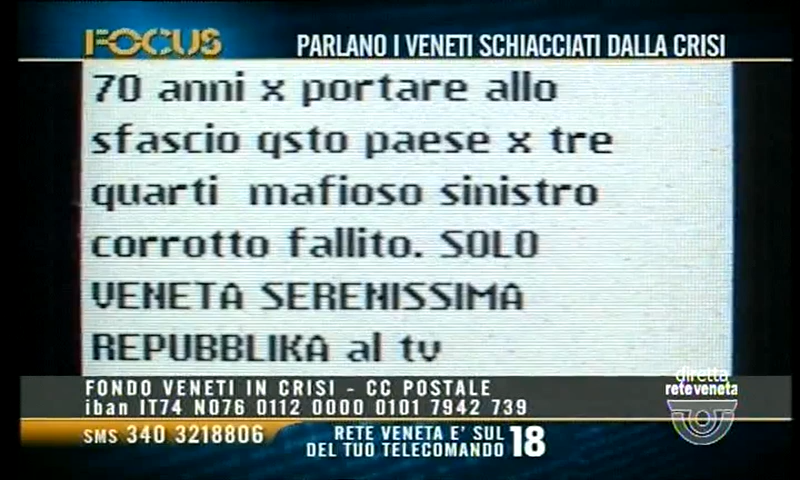 FOCUS
PARLANO I VENETI SCHIACCIATI DALLA CRISI
70 anni x portare allo
sfascio qsto paese x tre
quarti mafioso sinistro
corrotto fallito. SOLO
VENETA SERENISSIMA
REPUBBLIKA al tv
FONDO VENETI IN CRISI - CC POSTALE
iban IT74 N076 0112 0000 0101 7942 739
diretta
reteveneta
SMS 340 3218806
RETE VENETA E' SUL
DEL TUO TELECOMANDO 18